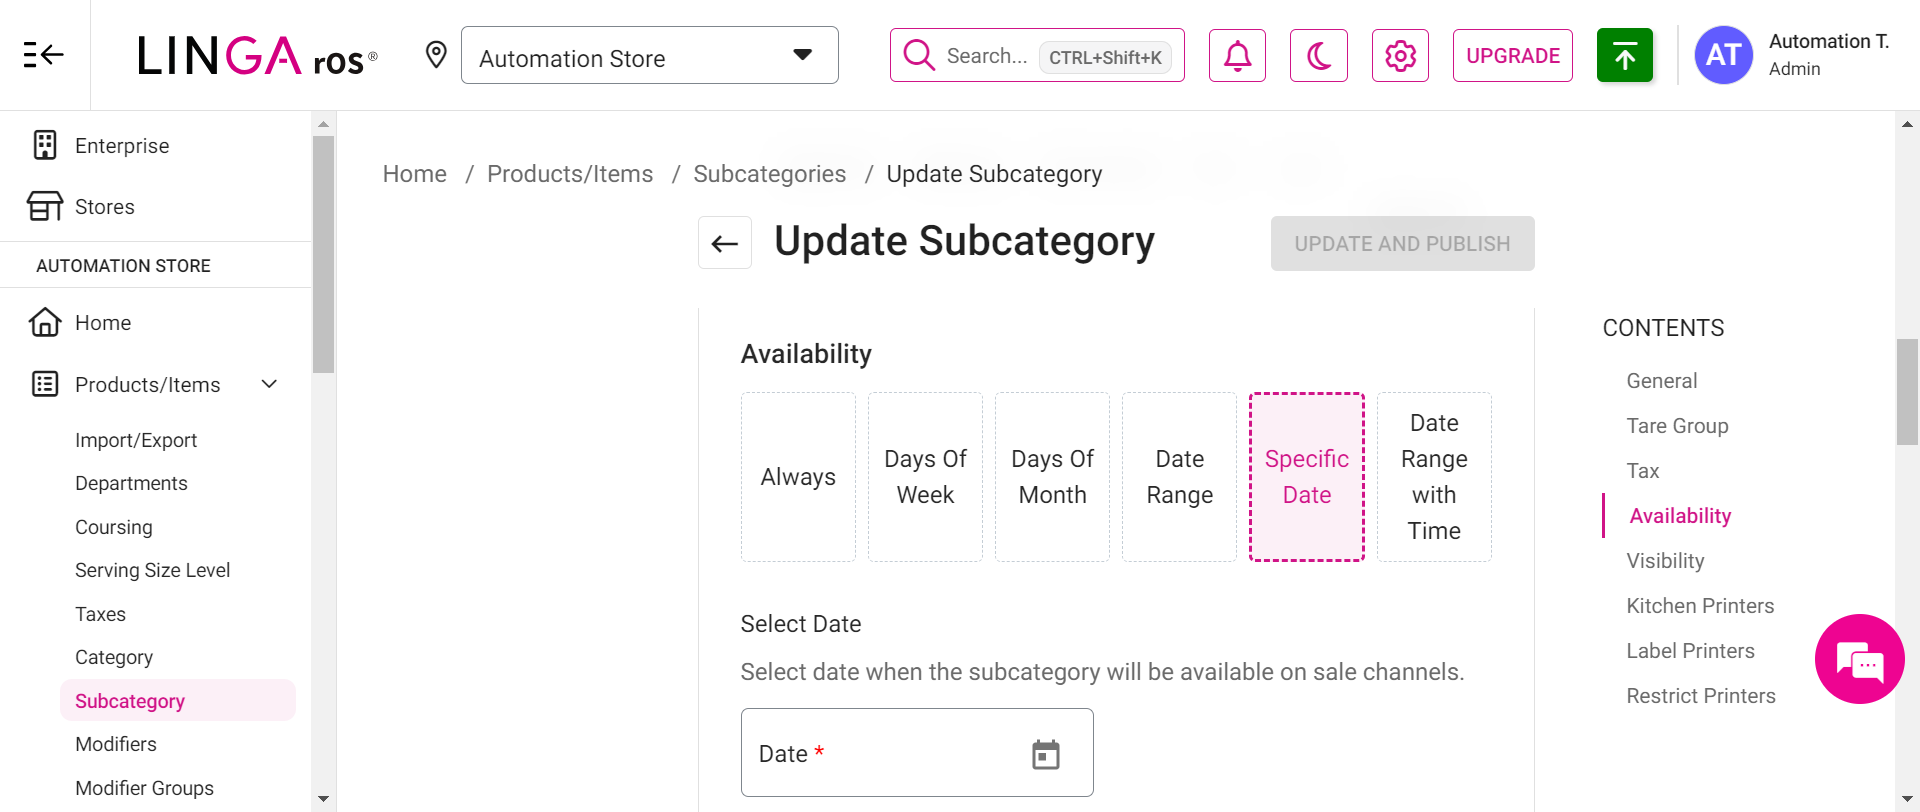 LINGA ros®
Automation Store
Search... CTRL+Shift+K
UPGRADE
AT
Automation T.
Admin
Enterprise
Stores
AUTOMATION STORE
Home
Products/Items
Import/Export
Departments
Coursing
Serving Size Level
Taxes
Category
Subcategory
Modifiers
Modifier Groups
Home / Products/Items / Subcategories / Update Subcategory
Update Subcategory
UPDATE AND PUBLISH
Availability
Always
Days Of
Week
Days Of
Month
Date
Range
Specific
Date
Date
Range
with
Time
Select Date
Select date when the subcategory will be available on sale channels.
Date *
CONTENTS
General
Tare Group
Tax
Availability
Visibility
Kitchen Printers
Label Printers
Restrict Printers